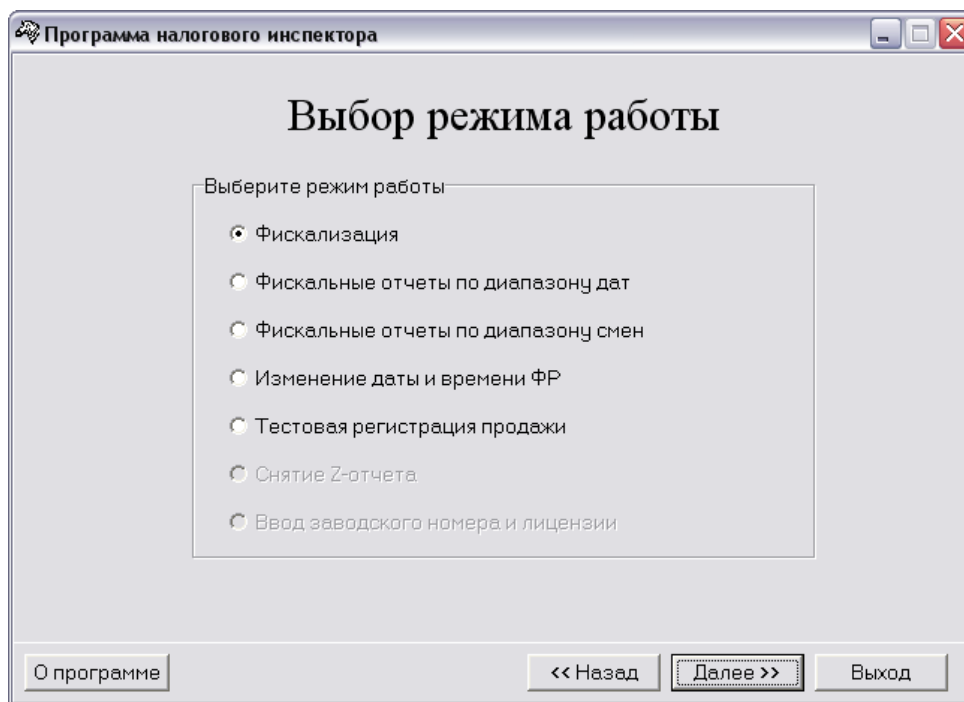 Программа налогового инспектора
Выбор режима работы
Выберите режим работы
Фискализация
Фискальные отчеты по диапазону дат
Фискальные отчеты по диапазону смен
Изменение даты и времени ФР
Тестовая регистрация продажи
Снятие Z-отчета
Ввод заводского номера и лицензии
О программе
<< Назад
Далее >>
Выход